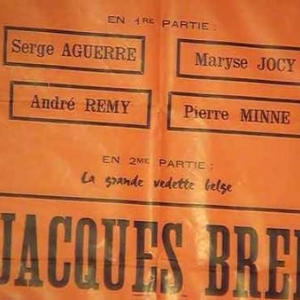 EN 1RE PARTIE :
Serge AGUERRE
Maryse JOCY
André REMY
Pierre MINNE
EN 2ME PARTIE :
La grande vedette belge
JACQUES BREL